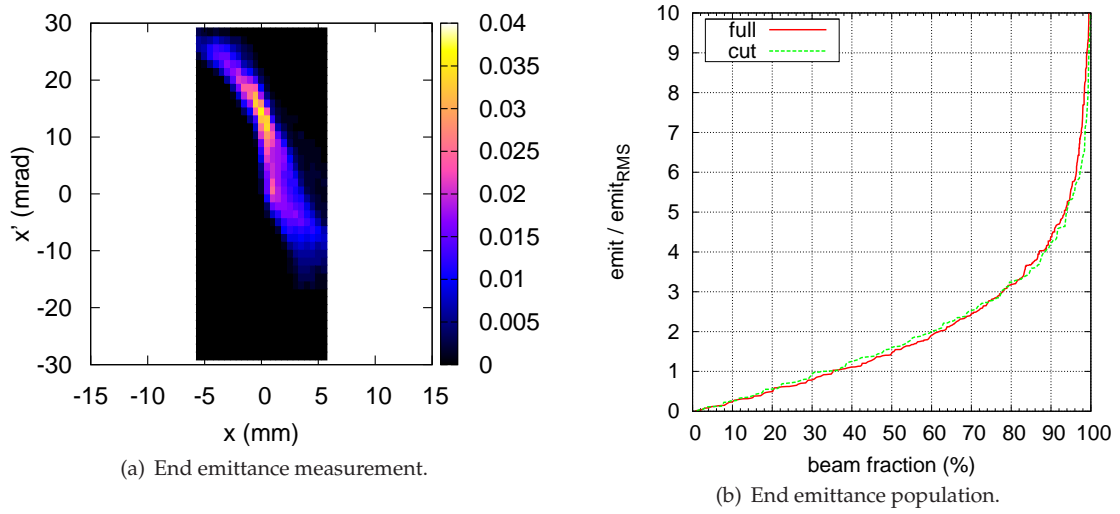 30
20
10
0
-10
-20
-30
x' (mrad)
-15 -10 -5 0 5 10 15
x (mm)
0.04
0.035
0.03
0.025
0.02
0.015
0.01
0.005
0
(a) End emittance measurement.
10
9
8
7
6
5
4
3
2
1
0
emit / emitRMS
full
cut
0 10 20 30 40 50 60 70 80 90 100
beam fraction (%)
(b) End emittance population.